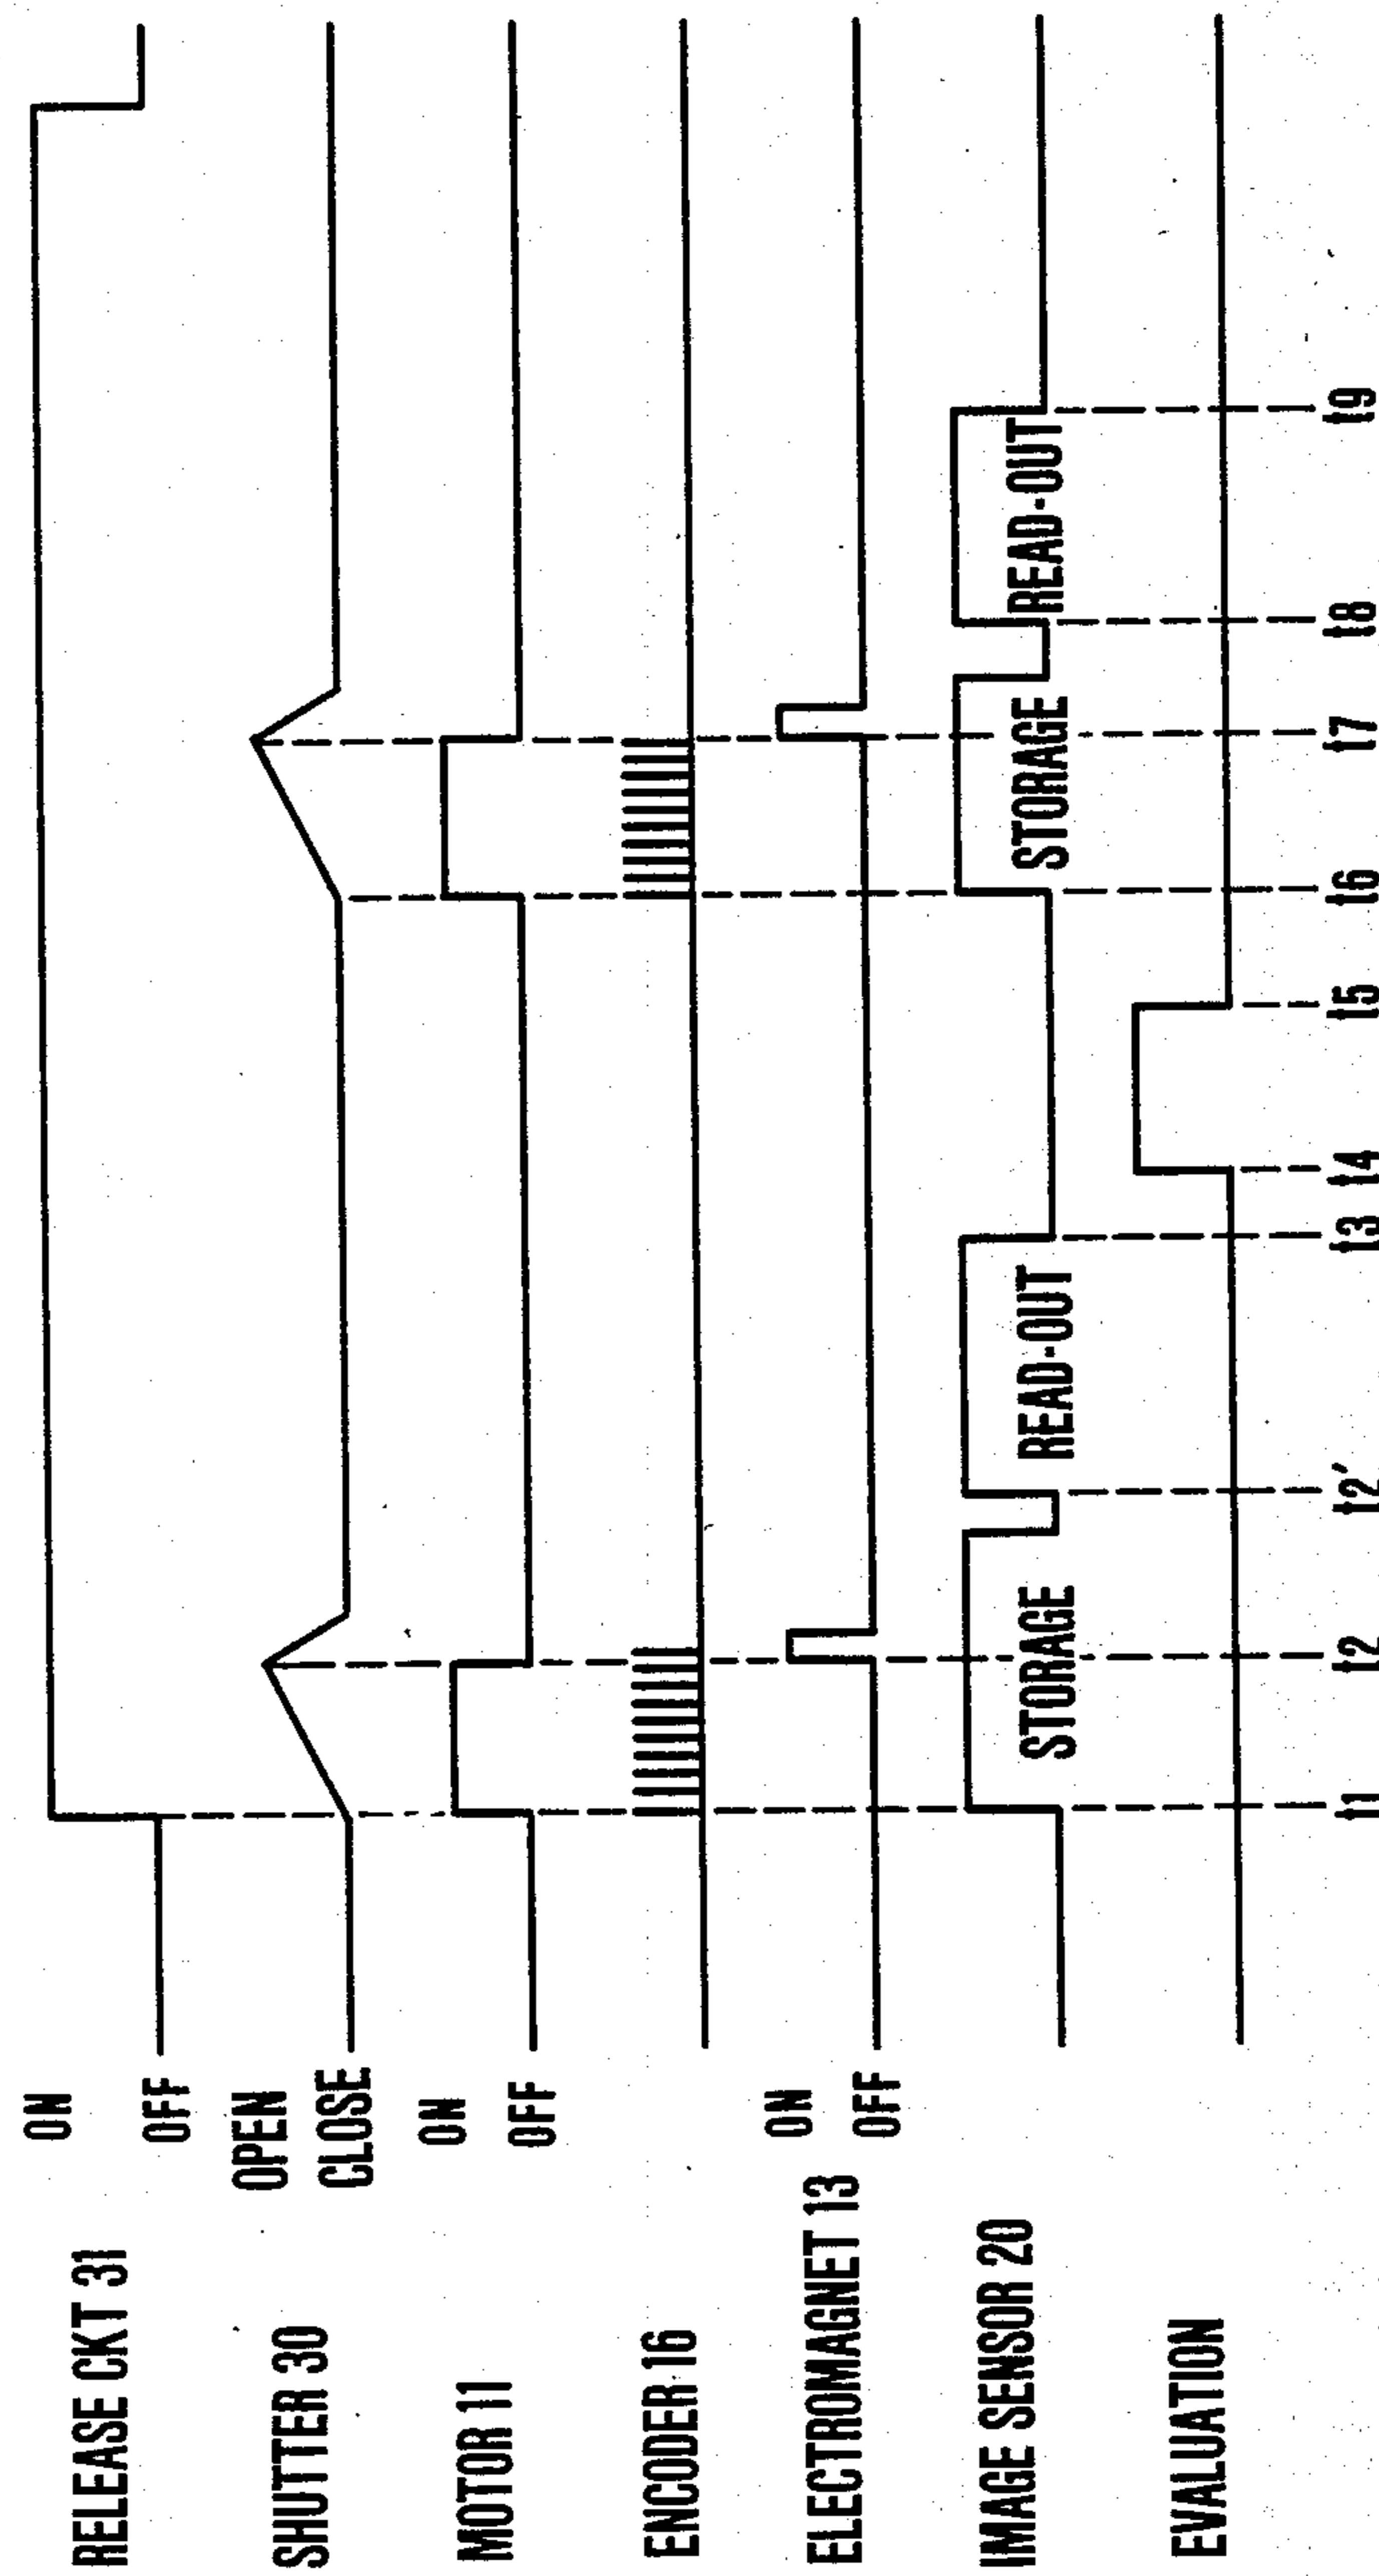 RELEASE CKT 31
ON
OFF
SHUTTER 30
OPEN
CLOSE
MOTOR 11
ON
OFF
ENCODER 16
ELECTROMAGNET 13
ON
OFF
IMAGE SENSOR 20
STORAGE
READ-OUT
STORAGE
READ-OUT
EVALUATION
t1
t2
t2'
t3
t4
t5
t6
t7
t8
t9